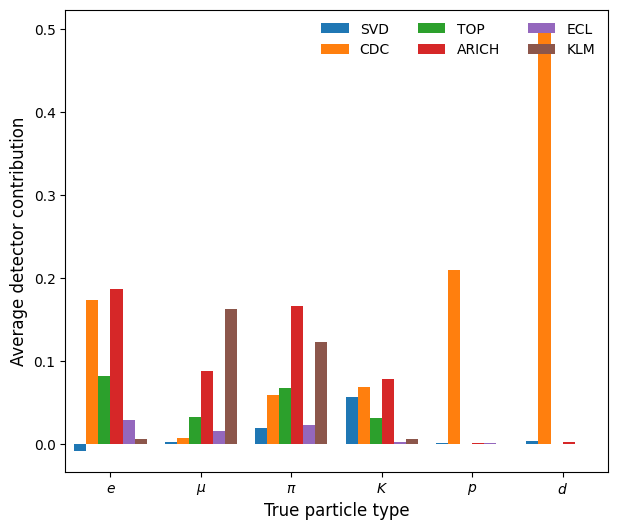 SVD TOP ECL
CDC ARICH KLM
Average detector contribution
0.5
0.4
0.3
0.2
0.1
0.0
e μ π K p d
True particle type